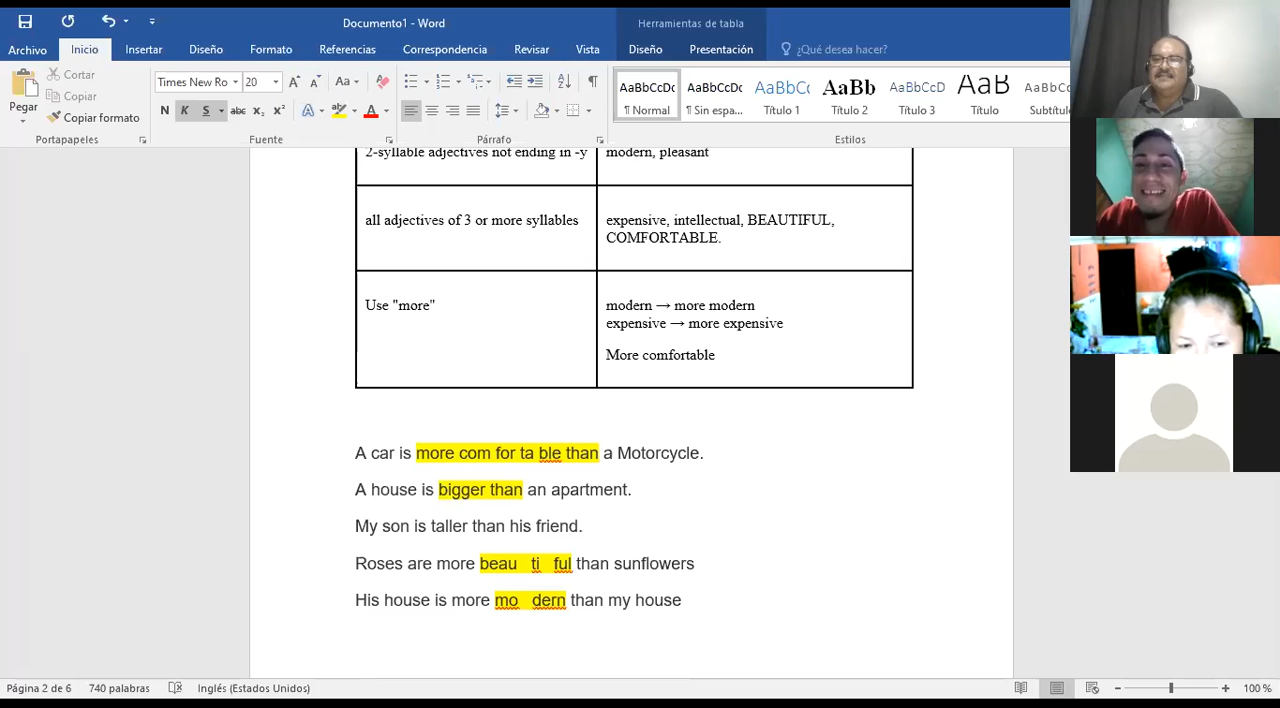 Documento1 - Word
Herramientas de tabla
Archivo Inicio Insertar Diseño Formato Referencias Correspondencia Revisar Vista Diseño Presentación ¿Qué desea hacer?
Pegar
Cortar
Copiar
Copiar formato
Portapapeles
Times New Ro 20
N K S abc x₂ x²
Fuente
Párrafo
AaBbCcDc AaBbCcDc AaBbCc AaBb AaBbCcD AaB AaBbCc
¶ Normal ¶ Sin espa... Título 1 Título 2 Título 3 Título Subtítul
Estilos
2-syllable adjectives not ending in -y modern, pleasant
all adjectives of 3 or more syllables expensive, intellectual, BEAUTIFUL,
COMFORTABLE.
Use "more" modern → more modern
expensive → more expensive
More comfortable
A car is more com for ta ble than a Motorcycle.
A house is bigger than an apartment.
My son is taller than his friend.
Roses are more beau ti ful than sunflowers
His house is more mo dern than my house
Página 2 de 6 740 palabras Inglés (Estados Unidos) 100 %